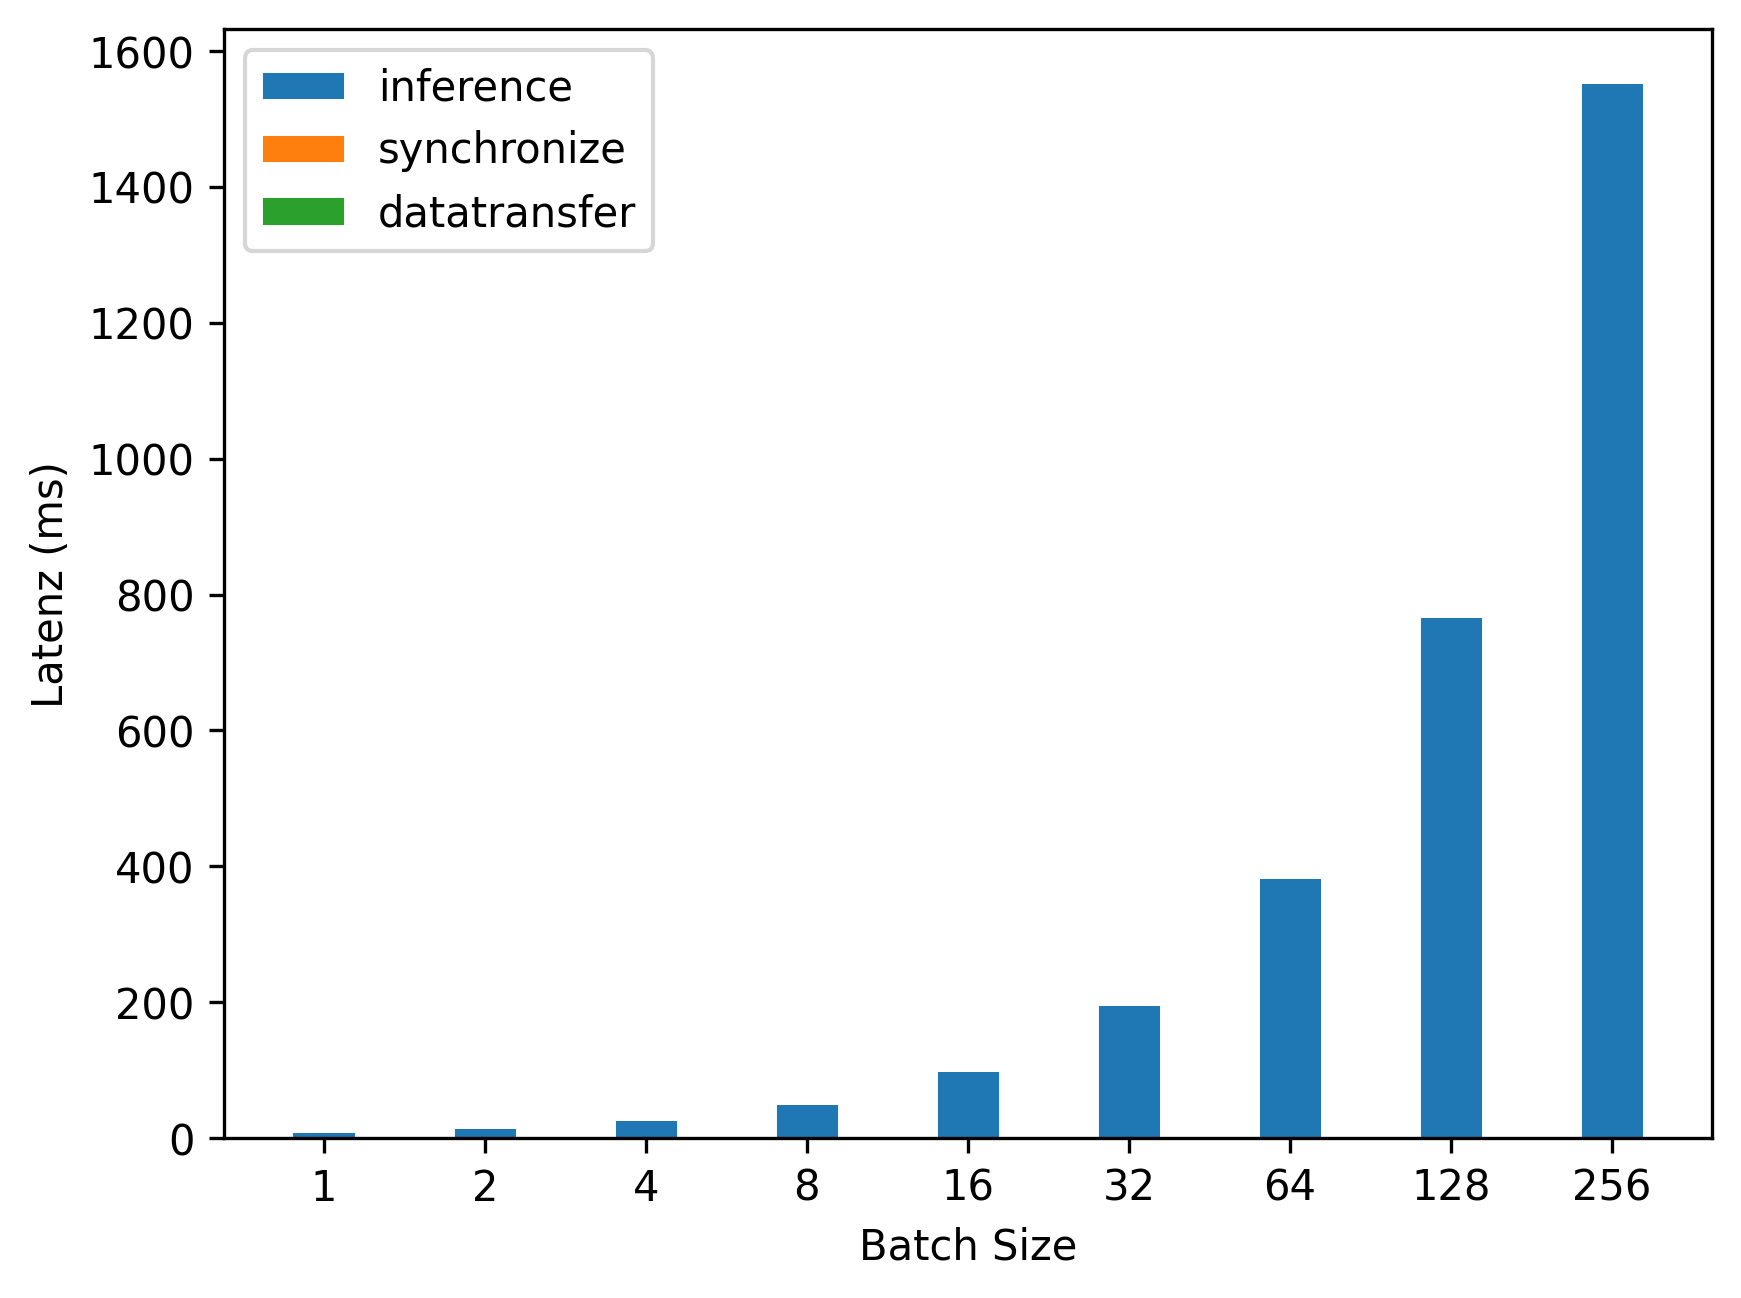 1600
1400
1200
1000
800
600
400
200
0
Latenz (ms)
inference
synchronize
datatransfer
1 2 4 8 16 32 64 128 256
Batch Size